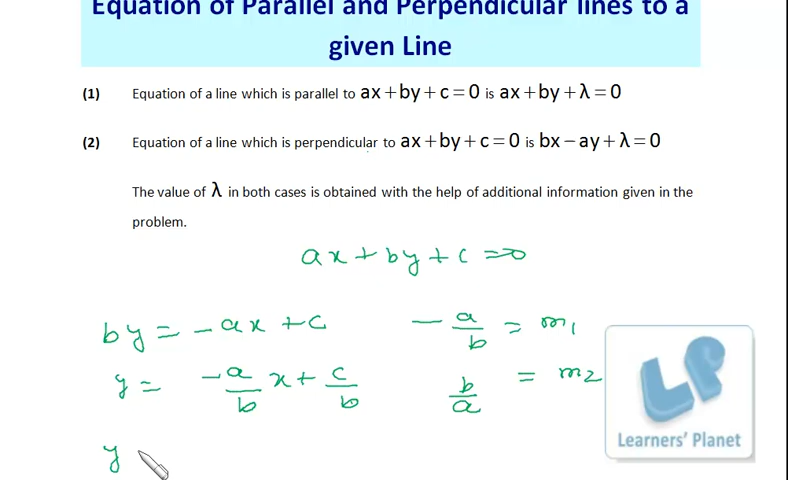 Equation of Parallel and Perpendicular lines to a
given Line
(1) Equation of a line which is parallel to ax+by+c=0 is ax+by+λ=0
(2) Equation of a line which is perpendicular to ax+by+c=0 is bx−ay+λ=0
The value of λ in both cases is obtained with the help of additional information given in the
problem.
ax+by+c=0
by = -ax +c
-a/b = m1
y = -a/b x + c/b
b/a = m2
y
LP
Learners' Planet